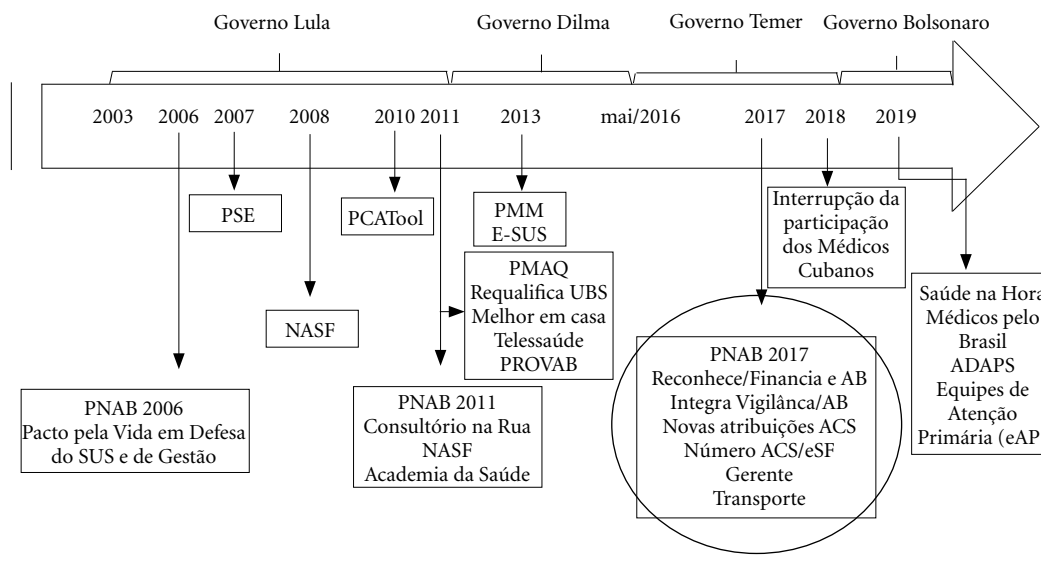 Governo Lula
Governo Dilma
Governo Temer
Governo Bolsonaro
2003
2006
2007
2008
2010
2011
2013
mai/2016
2017
2018
2019
PSE
PCATool
PMM
E-SUS
Interrupção da
participação
dos Médicos
Cubanos
NASF
PMAQ
Requalifica UBS
Melhor em casa
Telessaúde
PROVAB
Saúde na Hora
Médicos pelo
Brasil
ADAPS
Equipes de
Atenção
Primária (eAP
PNAB 2006
Pacto pela Vida em Defesa
do SUS e de Gestão
PNAB 2011
Consultório na Rua
NASF
Academia da Saúde
PNAB 2017
Reconhece/Financia e AB
Integra Vigilânca/AB
Novas atribuições ACS
Número ACS/eSF
Gerente
Transporte